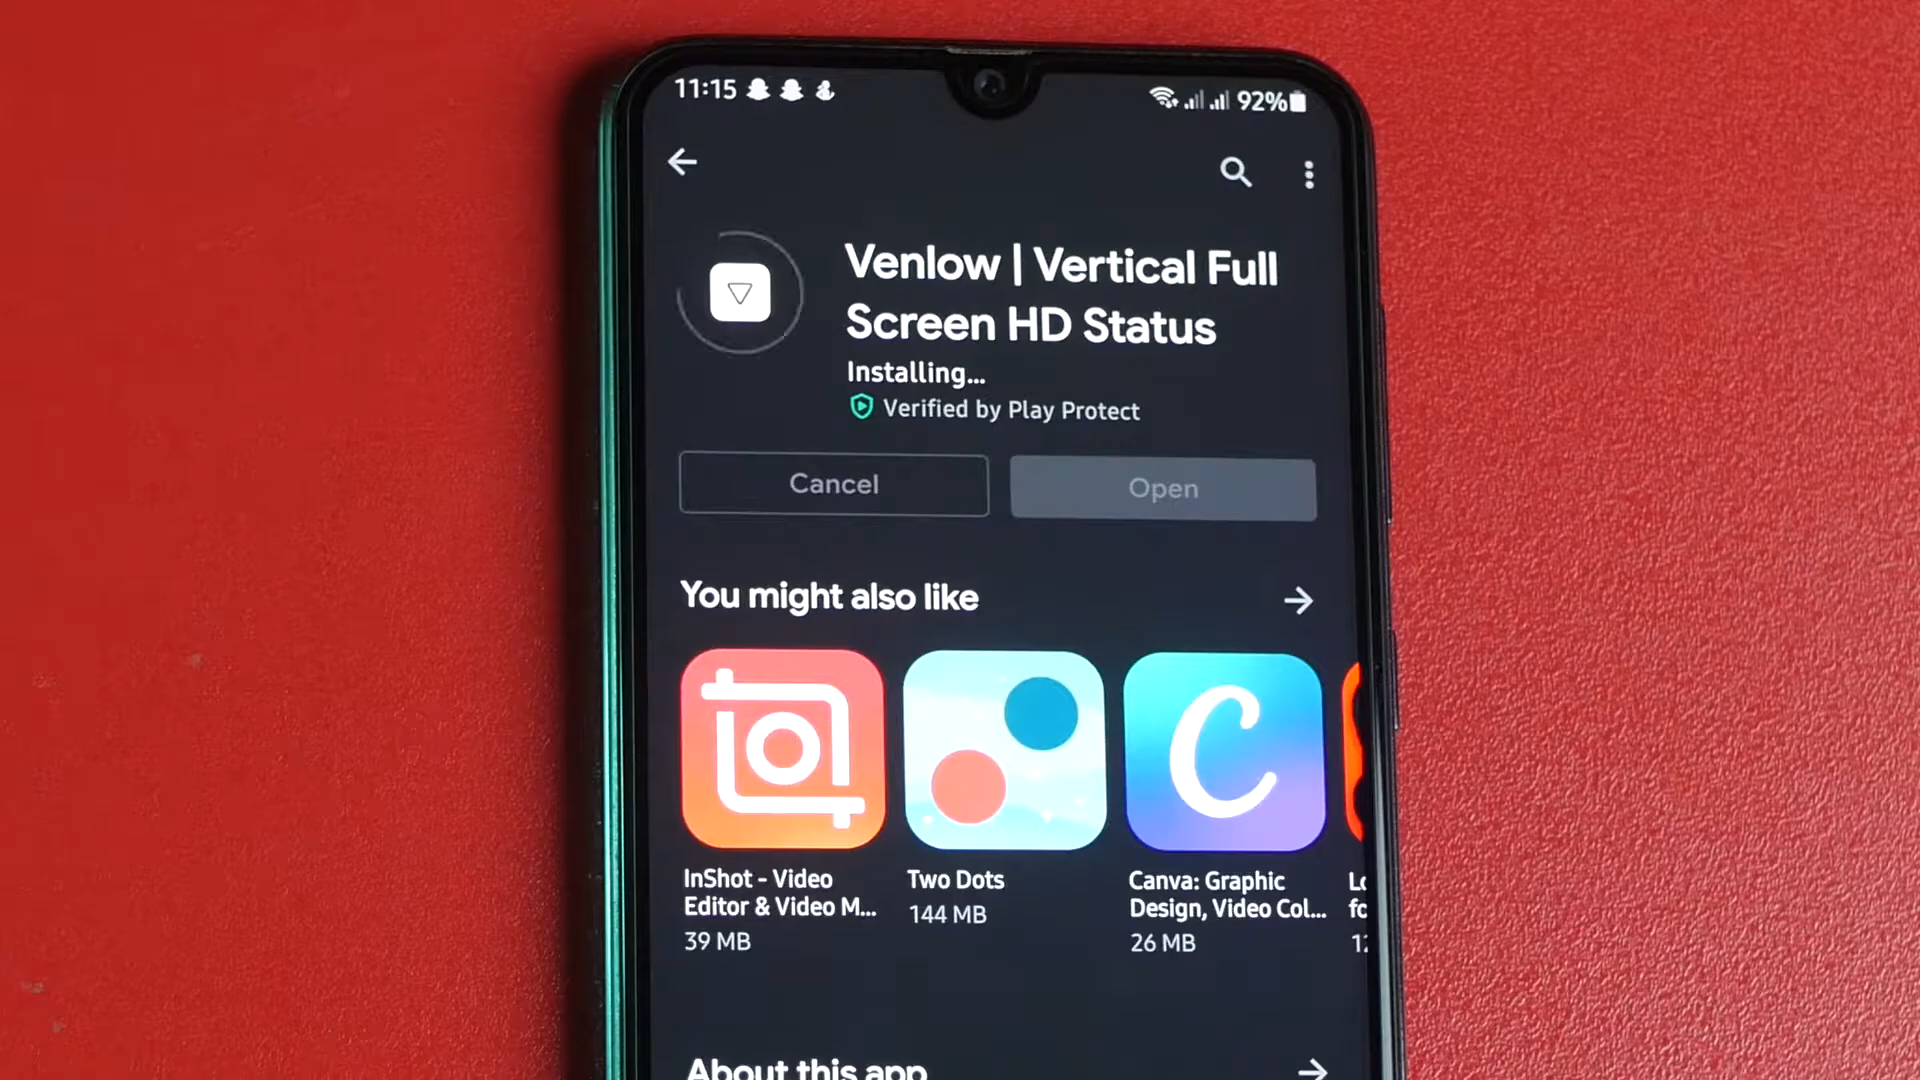 11:15
92%
Venlow | Vertical Full
Screen HD Status
Installing...
Verified by Play Protect
Cancel
Open
You might also like
InShot - Video
Editor & Video M...
39 MB
Two Dots
144 MB
Canva: Graphic
Design, Video Col...
26 MB
About this app